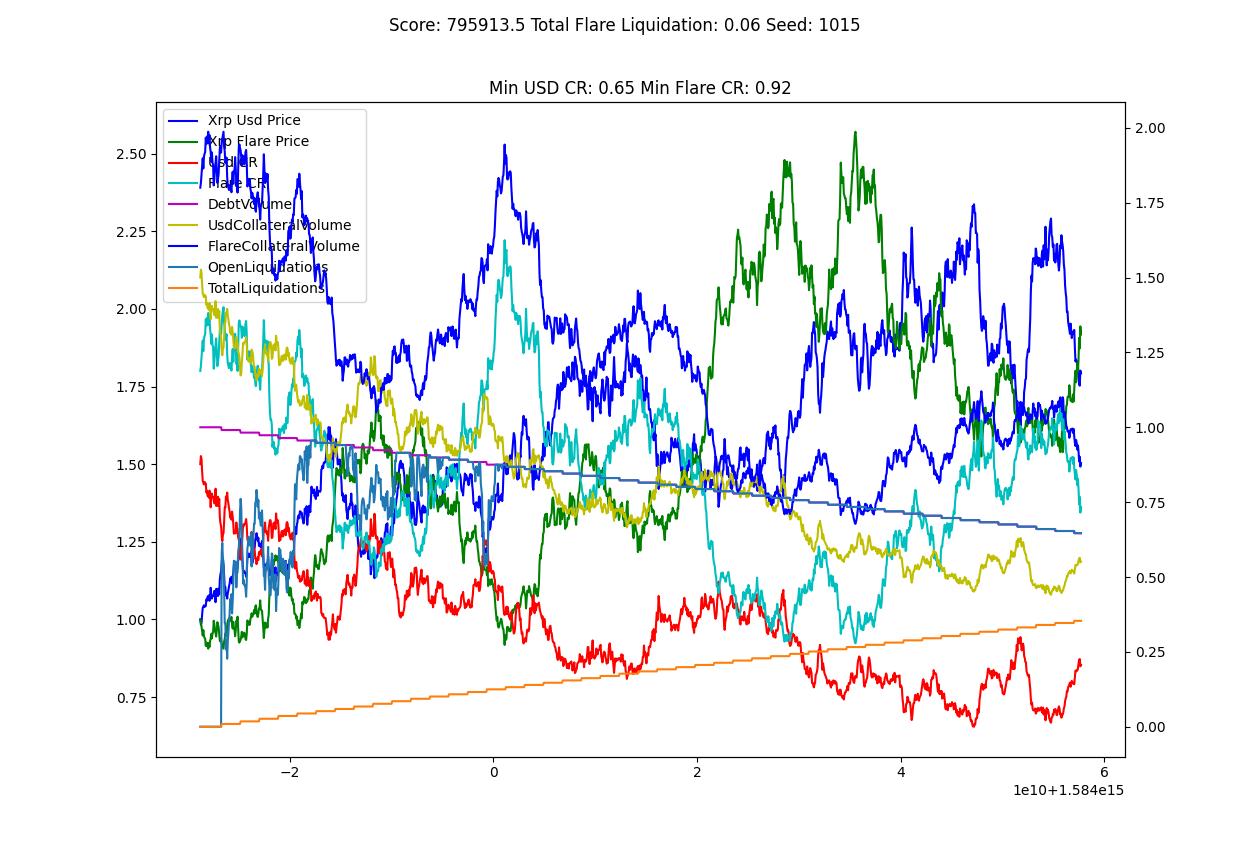 Score: 795913.5 Total Flare Liquidation: 0.06 Seed: 1015
Min USD CR: 0.65 Min Flare CR: 0.92
Xrp Usd Price
Xrp Flare Price
Usd CR
Flare CR
DebtVolume
UsdCollateralVolume
FlareCollateralVolume
OpenLiquidations
TotalLiquidations
2.50
2.25
2.00
1.75
1.50
1.25
1.00
0.75
2.00
1.75
1.50
1.25
1.00
0.75
0.50
0.25
0.00
−2 0 2 4 6
1e10+1.584e15